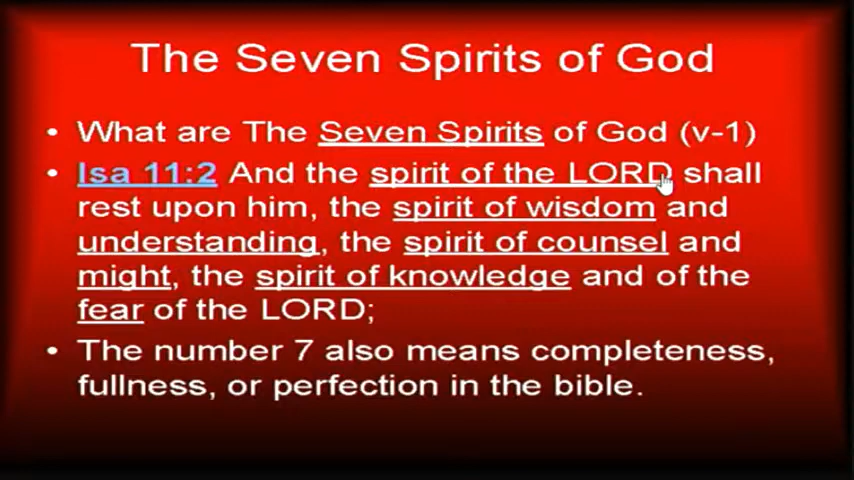 The Seven Spirits of God
• What are The Seven Spirits of God (v-1)
• Isa 11:2 And the spirit of the LORD shall
rest upon him, the spirit of wisdom and
understanding, the spirit of counsel and
might, the spirit of knowledge and of the
fear of the LORD;
• The number 7 also means completeness,
fullness, or perfection in the bible.